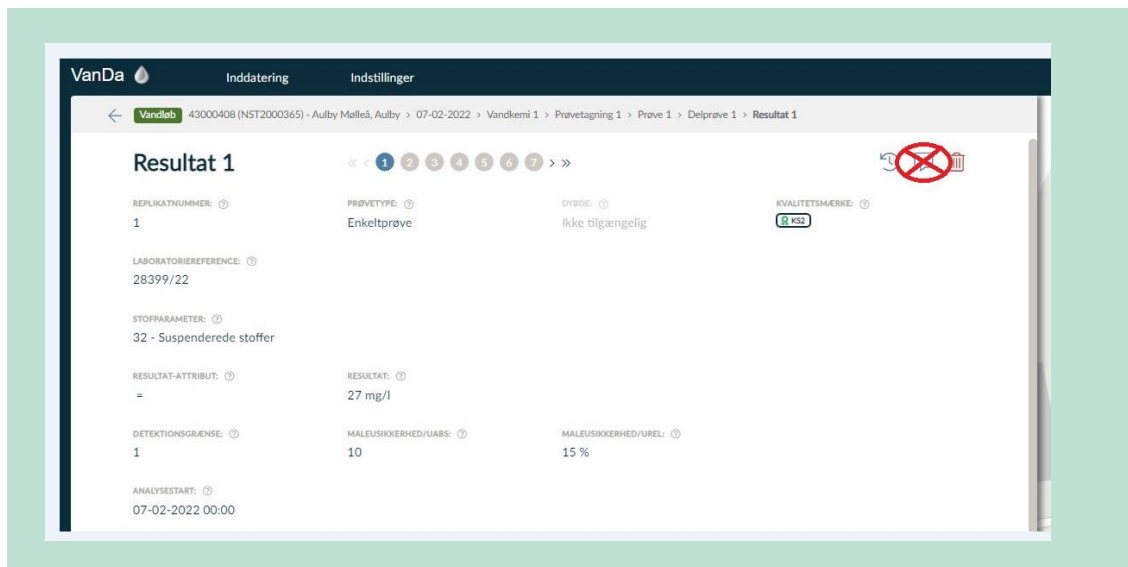 VanDa Inddatering Indstillinger
Vandløb 43000408 (NST2000365) - Aulby Mølleå, Aulby > 07-02-2022 > Vandkemi 1 > Prøvetagning 1 > Prøve 1 > Delprøve 1 > Resultat 1
Resultat 1 « < 1 2 3 4 5 6 7 > »
REPLIKATNUMMER: PRØVETYPE: DYBDE: KVALITETSMÆRKE:
1 Enkeltprøve Ikke tilgængelig KS2
LABORATORIEREFERENCE:
28399/22
STOFPARAMETER:
32 - Suspenderede stoffer
RESULTAT-ATTRIBUT: RESULTAT:
= 27 mg/l
DETEKTIONSGRÆNSE: MALEUSIKKERHED/UABS: MALEUSIKKERHED/UREL:
1 10 15 %
ANALYSESTART:
07-02-2022 00:00